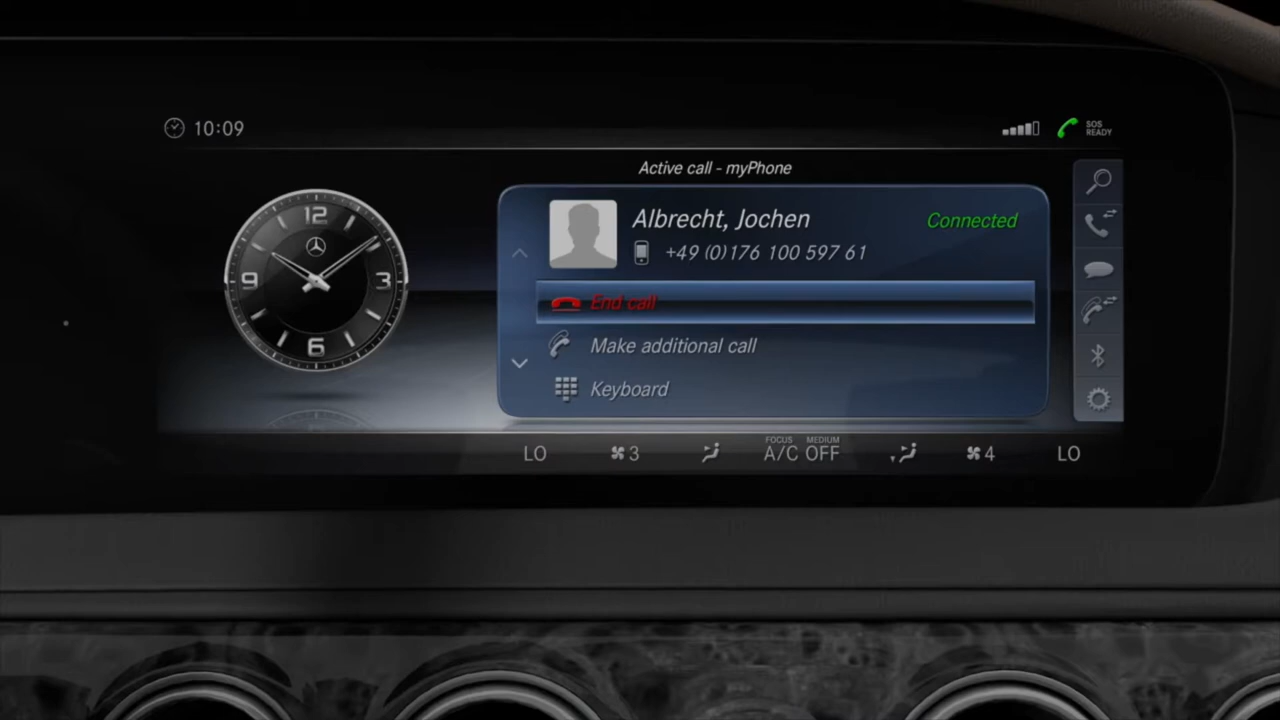 10:09
SOS
READY
Active call - myPhone
12
9
3
6
Albrecht, Jochen
Connected
+49 (0)176 100 597 61
End call
Make additional call
Keyboard
LO
3
FOCUS MEDIUM
A/C OFF
4
LO